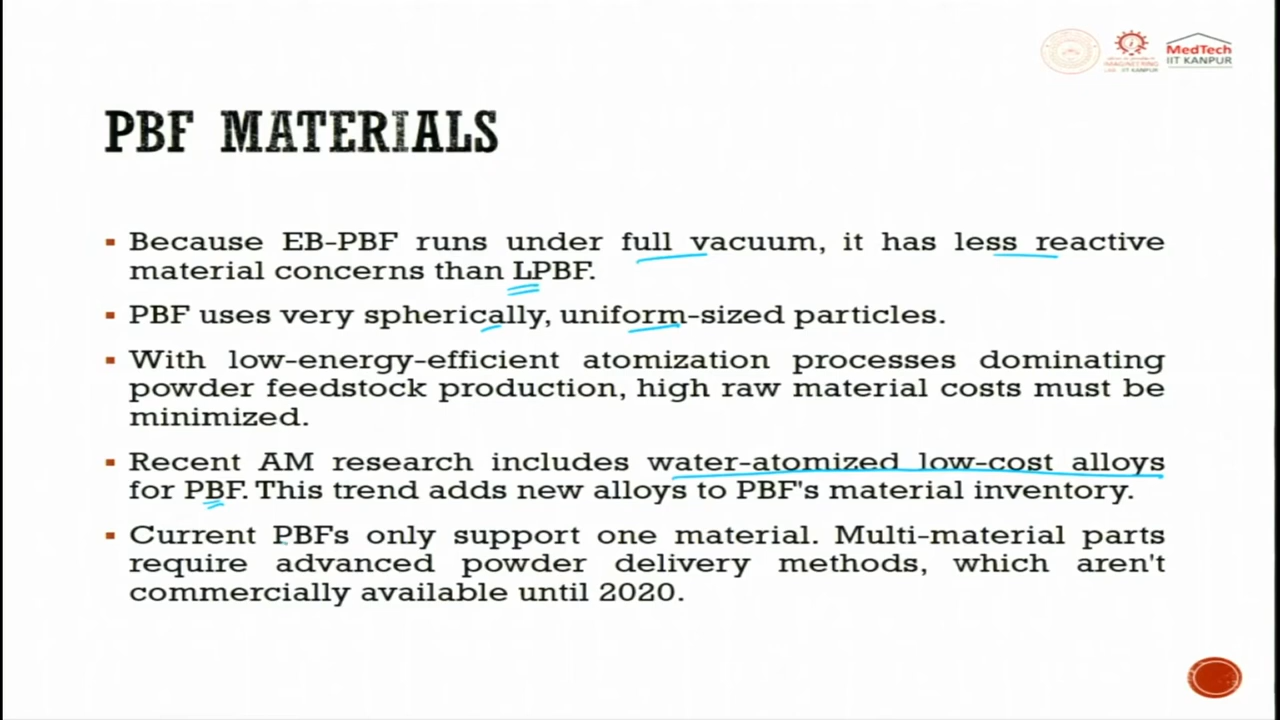 MedTech
IIT KANPUR
PBF MATERIALS
Because EB-PBF runs under full vacuum, it has less reactive
material concerns than LPBF.
PBF uses very spherically, uniform-sized particles.
With low-energy-efficient atomization processes dominating
powder feedstock production, high raw material costs must be
minimized.
Recent AM research includes water-atomized low-cost alloys
for PBF. This trend adds new alloys to PBF's material inventory.
Current PBFs only support one material. Multi-material parts
require advanced powder delivery methods, which aren't
commercially available until 2020.